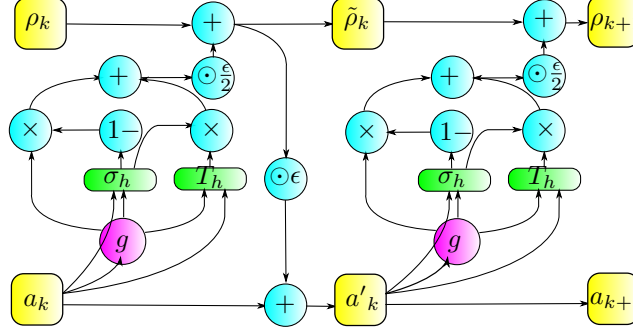 ρ_k + ρ̃_k + ρ_{k+}
+ ⊙ϵ/2 + ⊙ϵ/2
× 1− × × 1− ×
σ_h T_h ⊙ϵ σ_h T_h
g g
a_k + a'_k a_{k+}